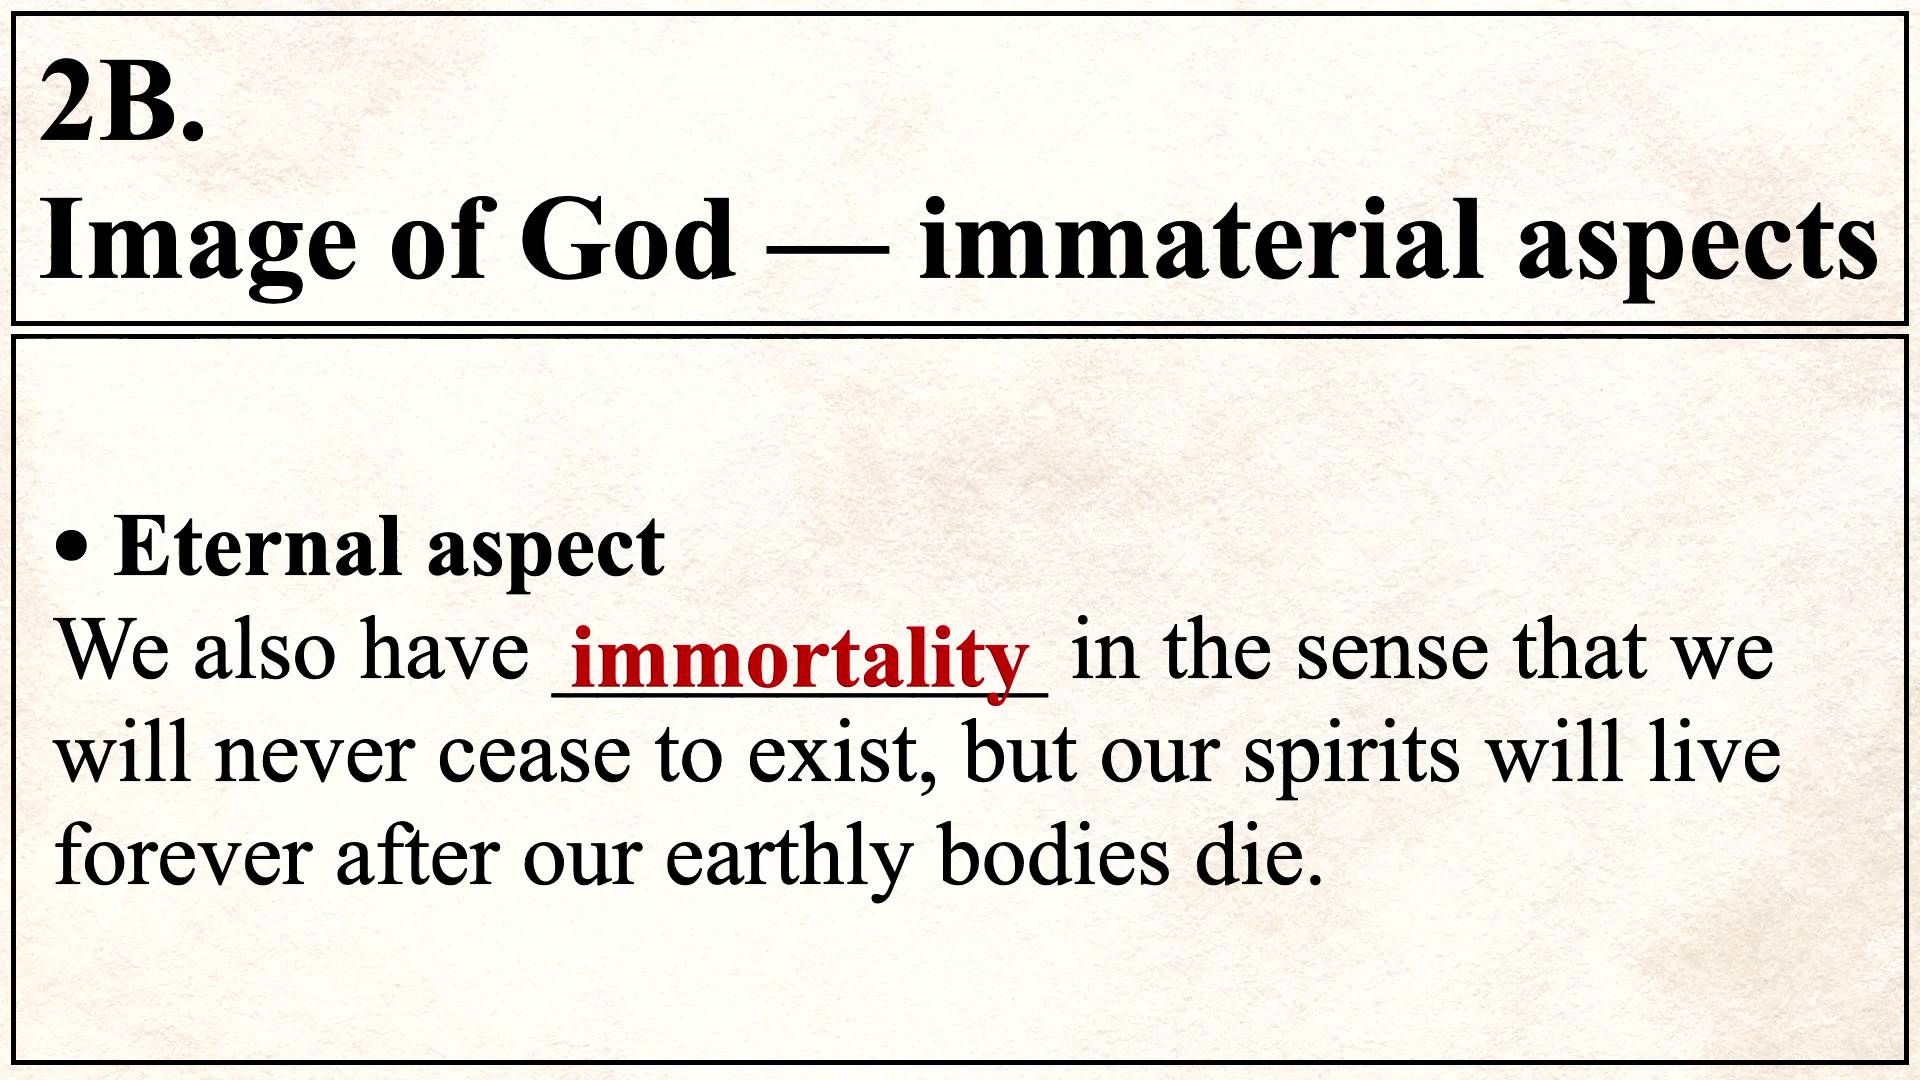 2B.
Image of God — immaterial aspects
• Eternal aspect
We also have immortality in the sense that we
will never cease to exist, but our spirits will live
forever after our earthly bodies die.